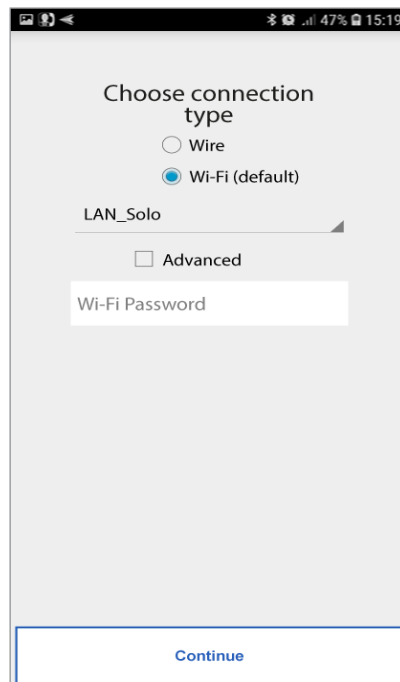 47% 15:19
Choose connection
type
Wire
Wi-Fi (default)
LAN_Solo
Advanced
Wi-Fi Password
Continue